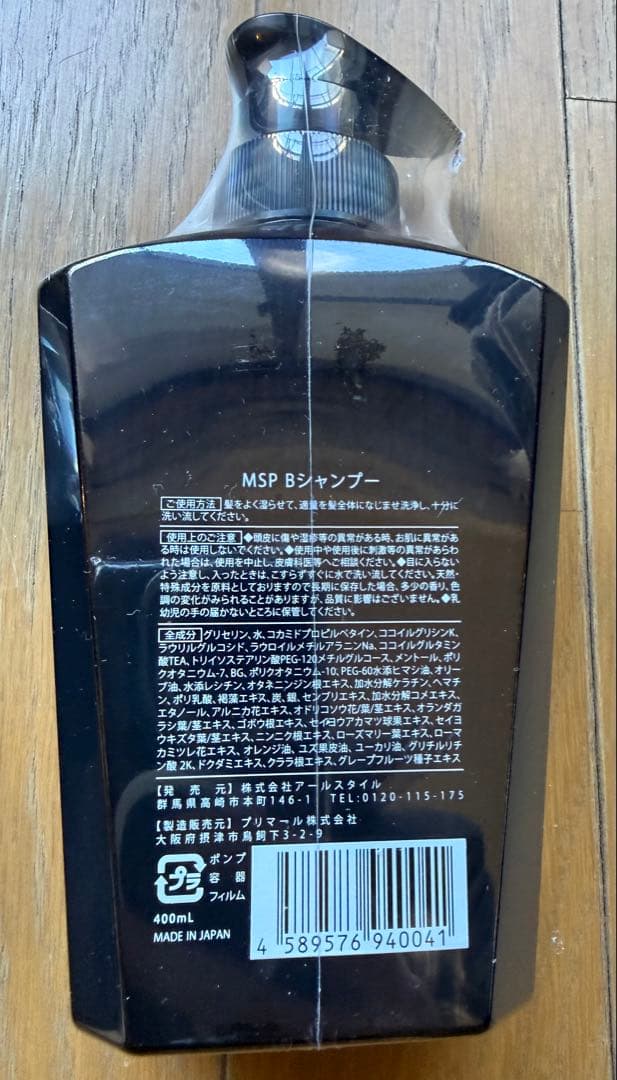 MSP Bシャンプー
ご使用方法 髪をよく湿らせて、適量を髪全体になじませ洗浄し、十分に
洗い流してください。
使用上のご注意 ◆頭皮に傷や湿疹等の異常がある時、お肌に異常があ
る時は使用しないでください。◆使用中や使用後に刺激等の異常があらわ
れた場合は、使用を中止し、皮膚科医等へご相談ください。◆目に入らない
よう注意し、入ったときは、こすらずすぐに水で洗い流してください。天然・
特殊成分を原料としておりますので長期に保存した場合、多少の香り、色
調の変化がみられることがありますが、品質に影響はございません。◆乳
幼児の手の届かないところに保管してください。
全成分 グリセリン、水、コカミドプロピルベタイン、ココイルグリシンK、
ラウリルグルコシド、ラウロイルメチルアラニンNa、ココイルグルタミン
酸TEA、トリイソステアリン酸PEG-120メチルグルコース、メントール、ポリ
クオタニウム-7、BG、ポリクオタニウム-10、PEG-60水添ヒマシ油、オリー
ブ油、水添レシチン、オタネニンジン根エキス、加水分解ケラチン、ヘマチ
ン、ポリ乳酸、褐藻エキス、炭、銀、センブリエキス、加水分解コメエキス、
エタノール、アルニカ花エキス、オドリコソウ花/葉/茎エキス、オランダガ
ラシ葉/茎エキス、ゴボウ根エキス、セイヨウアカマツ球果エキス、セイヨ
ウキズタ葉/茎エキス、ニンニク根エキス、ローズマリー葉エキス、ローマ
カミツレ花エキス、オレンジ油、ユズ果皮油、ユーカリ油、グリチルリチ
ン酸 2K、ドクダミエキス、クララ根エキス、グレープフルーツ種子エキス
【発 売 元】株式会社アールスタイル
群馬県高崎市本町146-1 TEL:0120-115-175
【製造販売元】プリマール株式会社
大阪府摂津市鳥飼下3-2-9
プラ
ポンプ
容器
フィルム
400mL
MADE IN JAPAN
4 589576 940041